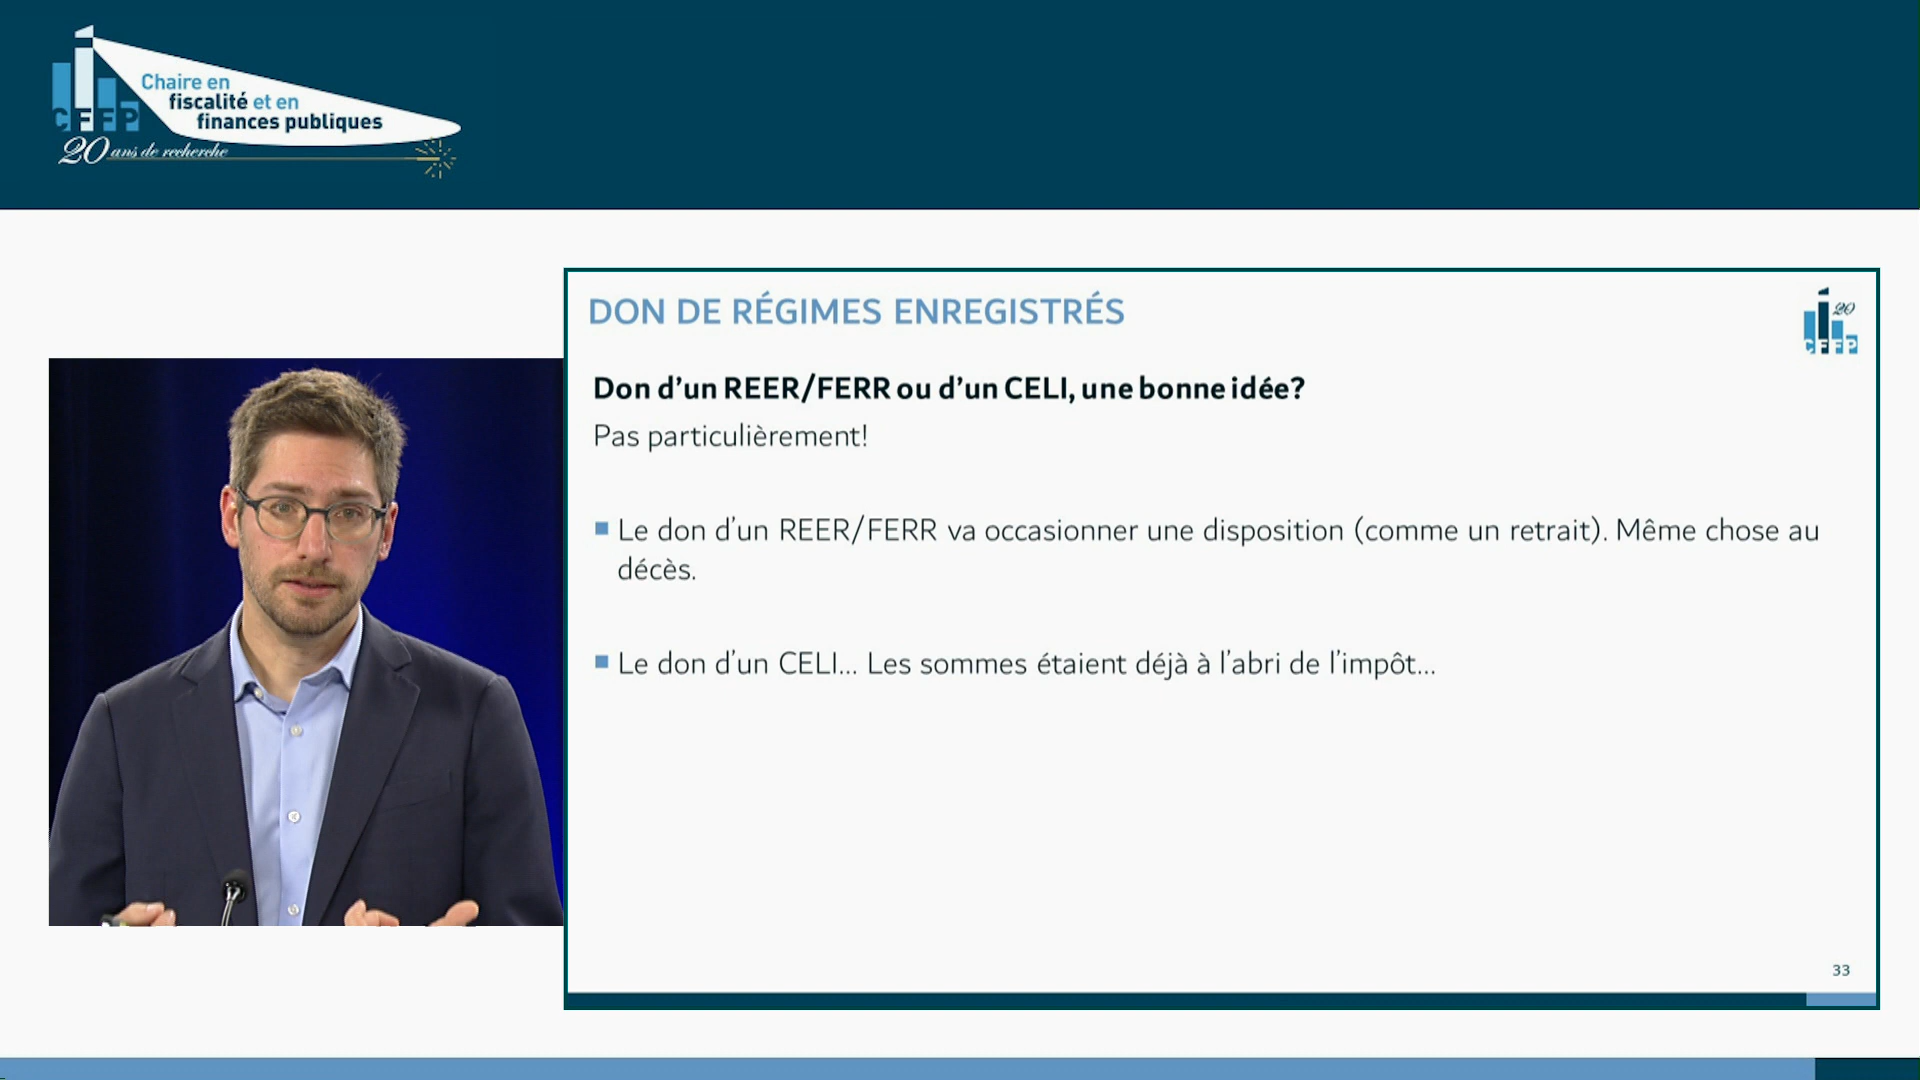 Chaire en
fiscalité et en
finances publiques
CFFP
20 ans de recherche
DON DE RÉGIMES ENREGISTRÉS
20
CFFP
Don d'un REER/FERR ou d'un CELI, une bonne idée?
Pas particulièrement!
Le don d'un REER/FERR va occasionner une disposition (comme un retrait). Même chose au
décès.
Le don d'un CELI... Les sommes étaient déjà à l'abri de l'impôt...
33